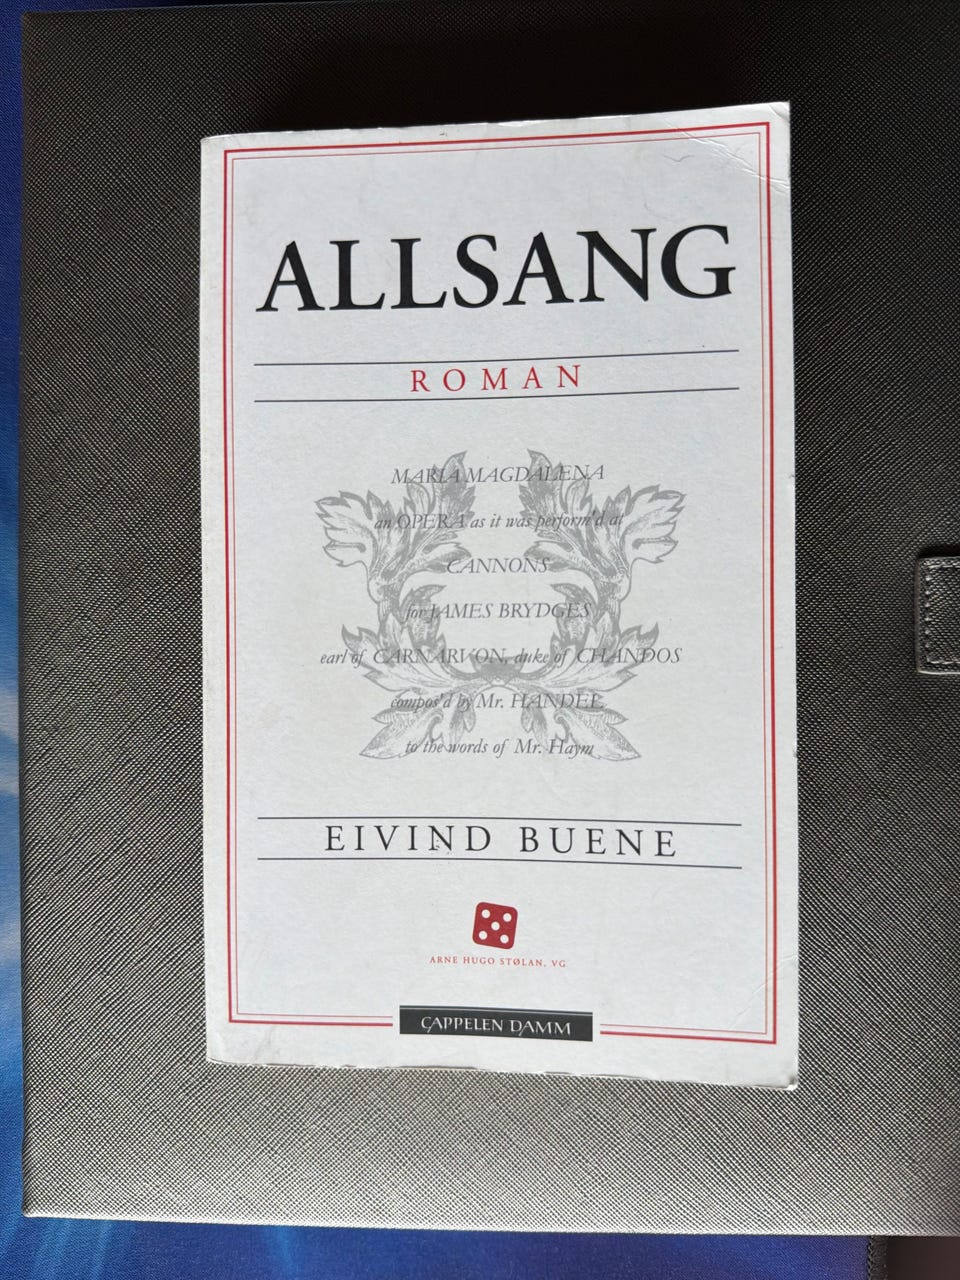 ALLSANG
ROMAN
MARIA MAGDALENA
an OPERA as it was perform'd at
CANNONS
for JAMES BRYDGES
earl of CARNARVON, duke of CHANDOS
compos'd by Mr. HANDEL
to the words of Mr. Haym
EIVIND BUENE
ARNE HUGO STØLAN, VG
CAPPELEN DAMM